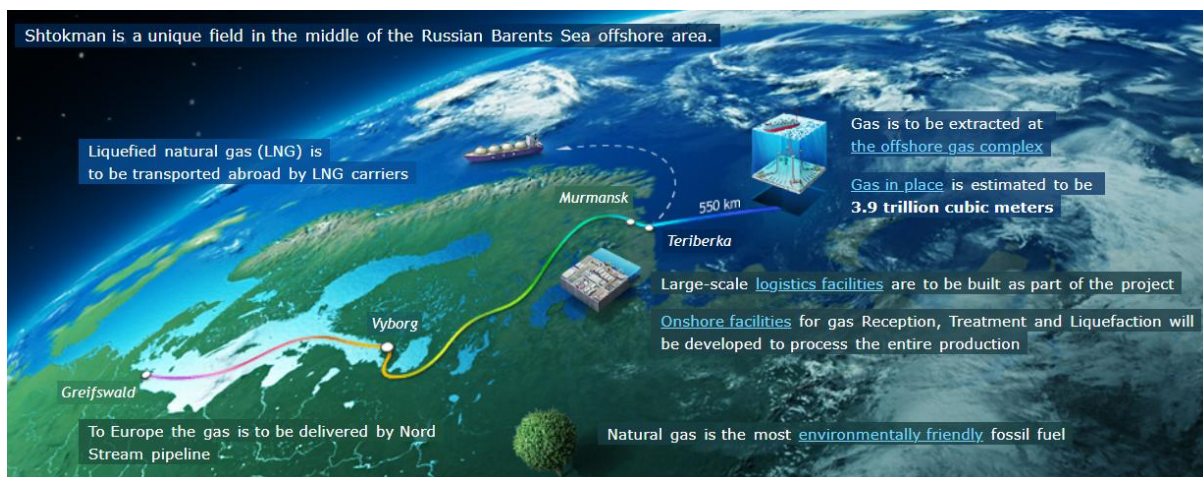 Shtokman is a unique field in the middle of the Russian Barents Sea offshore area.
Liquefied natural gas (LNG) is
to be transported abroad by LNG carriers
Gas is to be extracted at
the offshore gas complex
Gas in place is estimated to be
3.9 trillion cubic meters
Murmansk
550 km
Teriberka
Large-scale logistics facilities are to be built as part of the project
Onshore facilities for gas Reception, Treatment and Liquefaction will
be developed to process the entire production
Vyborg
Greifswald
To Europe the gas is to be delivered by Nord
Stream pipeline
Natural gas is the most environmentally friendly fossil fuel